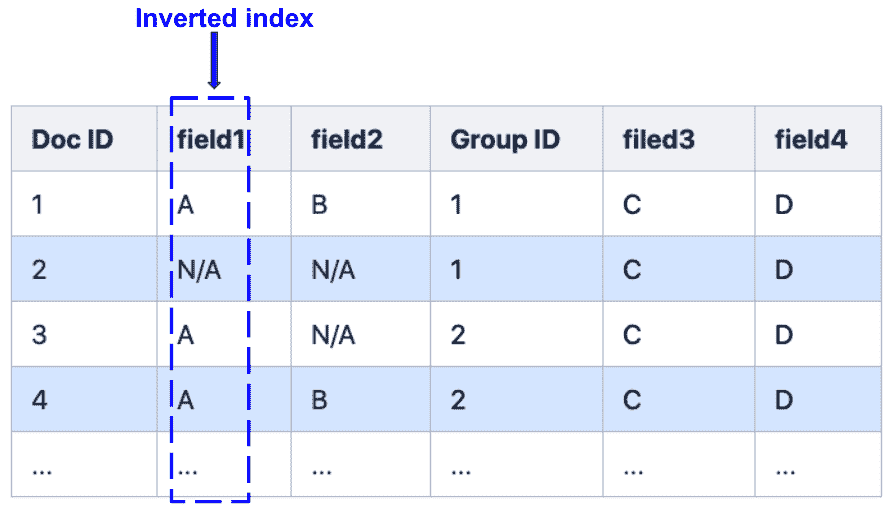 Inverted index
Doc ID field1 field2 Group ID filed3 field4
1 A B 1 C D
2 N/A N/A 1 C D
3 A N/A 2 C D
4 A B 2 C D
... ... ... ... ... ...